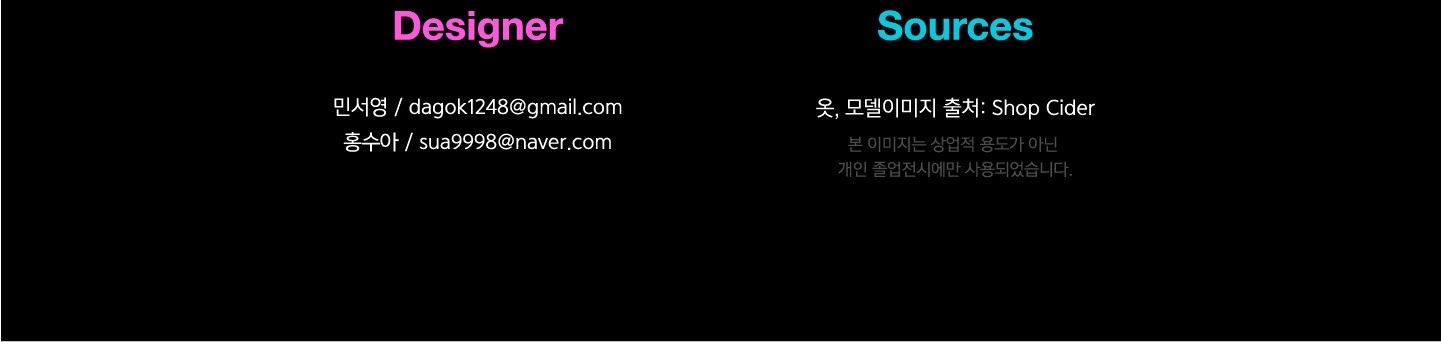 Designer
민서영 / dagok1248@gmail.com
홍수아 / sua9998@naver.com
Sources
옷, 모델이미지 출처: Shop Cider
본 이미지는 상업적 용도가 아닌
개인 졸업전시에만 사용되었습니다.